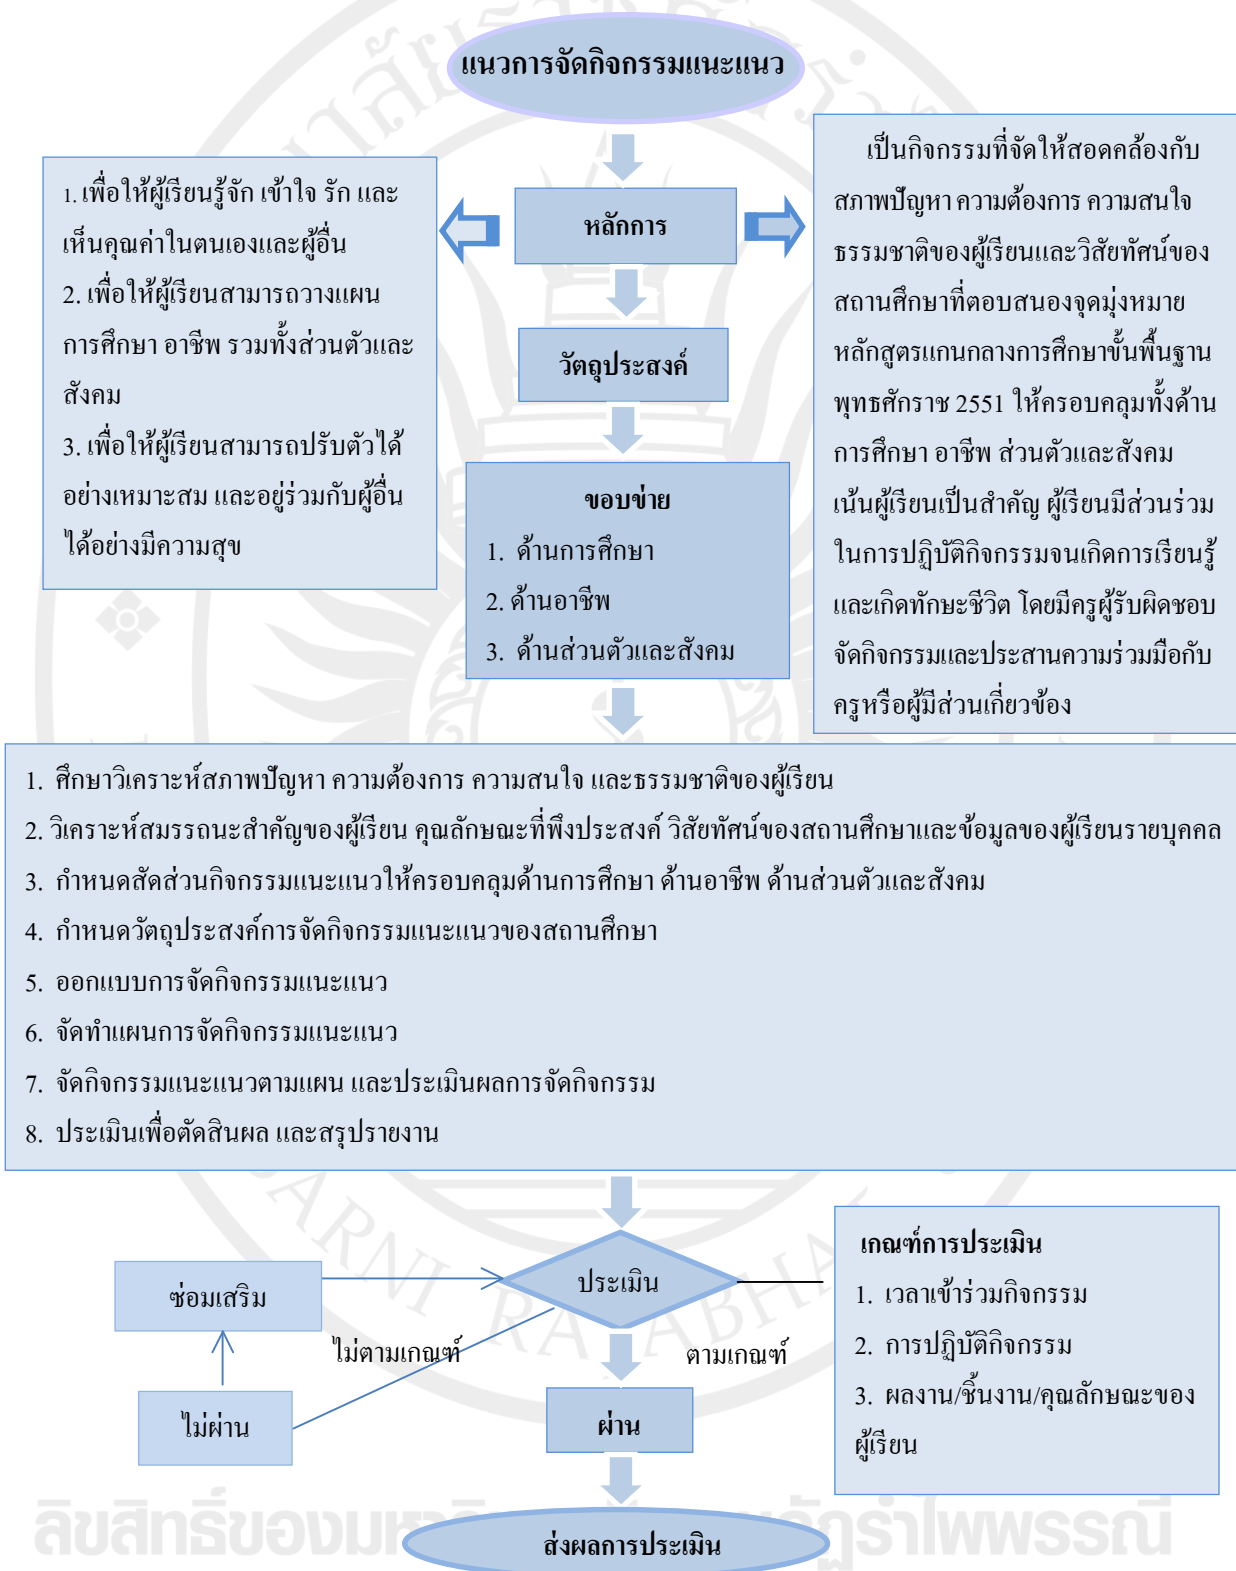 แนวการจัดกิจกรรมแนะแนว
หลักการ
1. เพื่อให้ผู้เรียนรู้จัก เข้าใจ รัก และ
เห็นคุณค่าในตนเองและผู้อื่น
2. เพื่อให้ผู้เรียนสามารถวางแผน
การศึกษา อาชีพ รวมทั้งส่วนตัวและ
สังคม
3. เพื่อให้ผู้เรียนสามารถปรับตัวได้
อย่างเหมาะสม และอยู่ร่วมกับผู้อื่น
ได้อย่างมีความสุข
เป็นกิจกรรมที่จัดให้สอดคล้องกับ
สภาพปัญหา ความต้องการ ความสนใจ
ธรรมชาติของผู้เรียนและวิสัยทัศน์ของ
สถานศึกษาที่ตอบสนองจุดมุ่งหมาย
หลักสูตรแกนกลางการศึกษาขั้นพื้นฐาน
พุทธศักราช 2551 ให้ครอบคลุมทั้งด้าน
การศึกษา อาชีพ ส่วนตัวและสังคม
เน้นผู้เรียนเป็นสำคัญ ผู้เรียนมีส่วนร่วม
ในการปฏิบัติกิจกรรมจนเกิดการเรียนรู้
และเกิดทักษะชีวิต โดยมีครูผู้รับผิดชอบ
จัดกิจกรรมและประสานความร่วมมือกับ
ครูหรือผู้มีส่วนเกี่ยวข้อง
วัตถุประสงค์
ขอบข่าย
1. ด้านการศึกษา
2. ด้านอาชีพ
3. ด้านส่วนตัวและสังคม
1. ศึกษาวิเคราะห์สภาพปัญหา ความต้องการ ความสนใจ และธรรมชาติของผู้เรียน
2. วิเคราะห์สมรรถนะสำคัญของผู้เรียน คุณลักษณะที่พึงประสงค์ วิสัยทัศน์ของสถานศึกษาและข้อมูลของผู้เรียนรายบุคคล
3. กำหนดสัดส่วนกิจกรรมแนะแนวให้ครอบคลุมด้านการศึกษา ด้านอาชีพ ด้านส่วนตัวและสังคม
4. กำหนดวัตถุประสงค์การจัดกิจกรรมแนะแนวของสถานศึกษา
5. ออกแบบการจัดกิจกรรมแนะแนว
6. จัดทำแผนการจัดกิจกรรมแนะแนว
7. จัดกิจกรรมแนะแนวตามแผน และประเมินผลการจัดกิจกรรม
8. ประเมินเพื่อตัดสินผล และสรุปรายงาน
ประเมิน
เกณฑ์การประเมิน
1. เวลาเข้าร่วมกิจกรรม
2. การปฏิบัติกิจกรรม
3. ผลงาน/ชิ้นงาน/คุณลักษณะของ
ผู้เรียน
ซ่อมเสริม
ไม่ตามเกณฑ์
ตามเกณฑ์
ไม่ผ่าน
ผ่าน
ส่งผลการประเมิน
ลิขสิทธิ์ของ